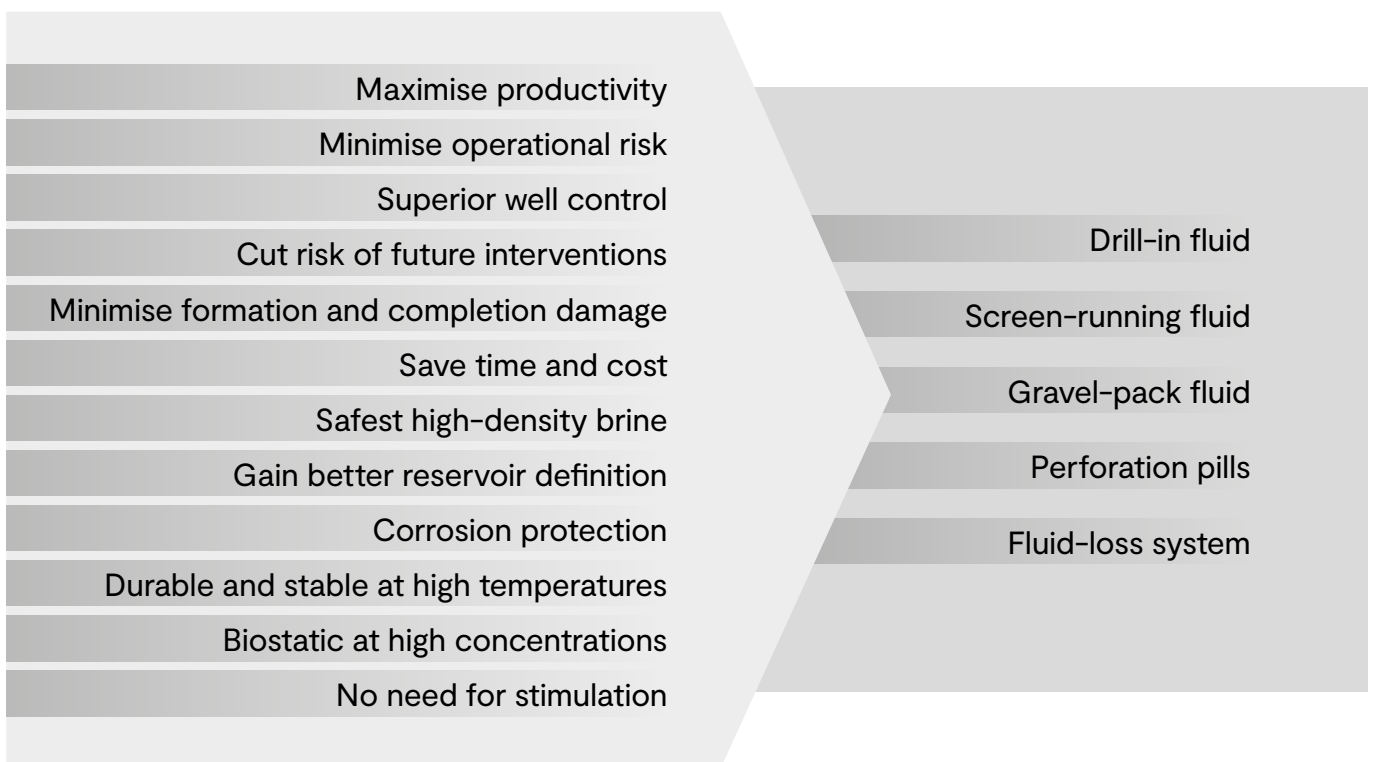 Maximise productivity
Minimise operational risk
Superior well control
Cut risk of future interventions
Minimise formation and completion damage
Save time and cost
Safest high-density brine
Gain better reservoir definition
Corrosion protection
Durable and stable at high temperatures
Biostatic at high concentrations
No need for stimulation
Drill-in fluid
Screen-running fluid
Gravel-pack fluid
Perforation pills
Fluid-loss system